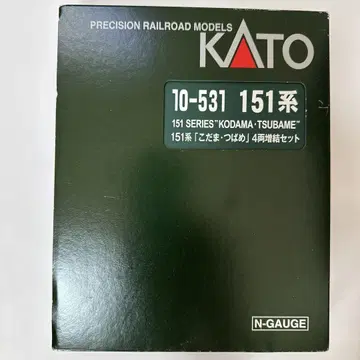 PRECISION RAILROAD MODELS
KATO
10-531 151系
151 SERIES "KODAMA・TSUBAME"
151系「こだま・つばめ」4両増結セット
N-GAUGE